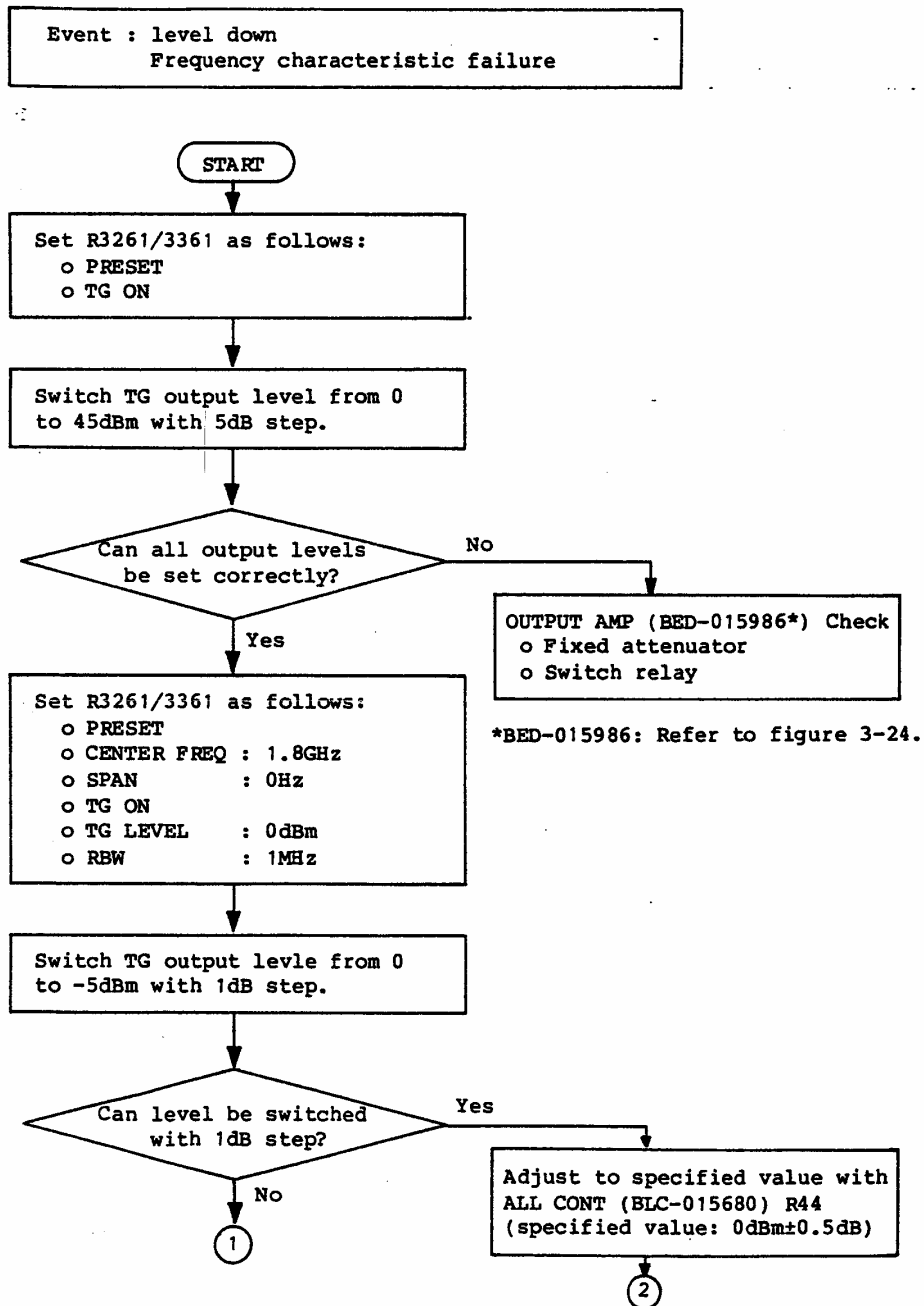 Event : level down
Frequency characteristic failure
START
Set R3261/3361 as follows:
o PRESET
o TG ON
Switch TG output level from 0
to 45dBm with 5dB step.
Can all output levels
be set correctly?
No
Yes
OUTPUT AMP (BED-015986*) Check
o Fixed attenuator
o Switch relay
*BED-015986: Refer to figure 3-24.
Set R3261/3361 as follows:
o PRESET
o CENTER FREQ : 1.8GHz
o SPAN : 0Hz
o TG ON
o TG LEVEL : 0dBm
o RBW : 1MHz
Switch TG output levle from 0
to -5dBm with 1dB step.
Can level be switched
with 1dB step?
Yes
No
Adjust to specified value with
ALL CONT (BLC-015680) R44
(specified value: 0dBm±0.5dB)
1
2